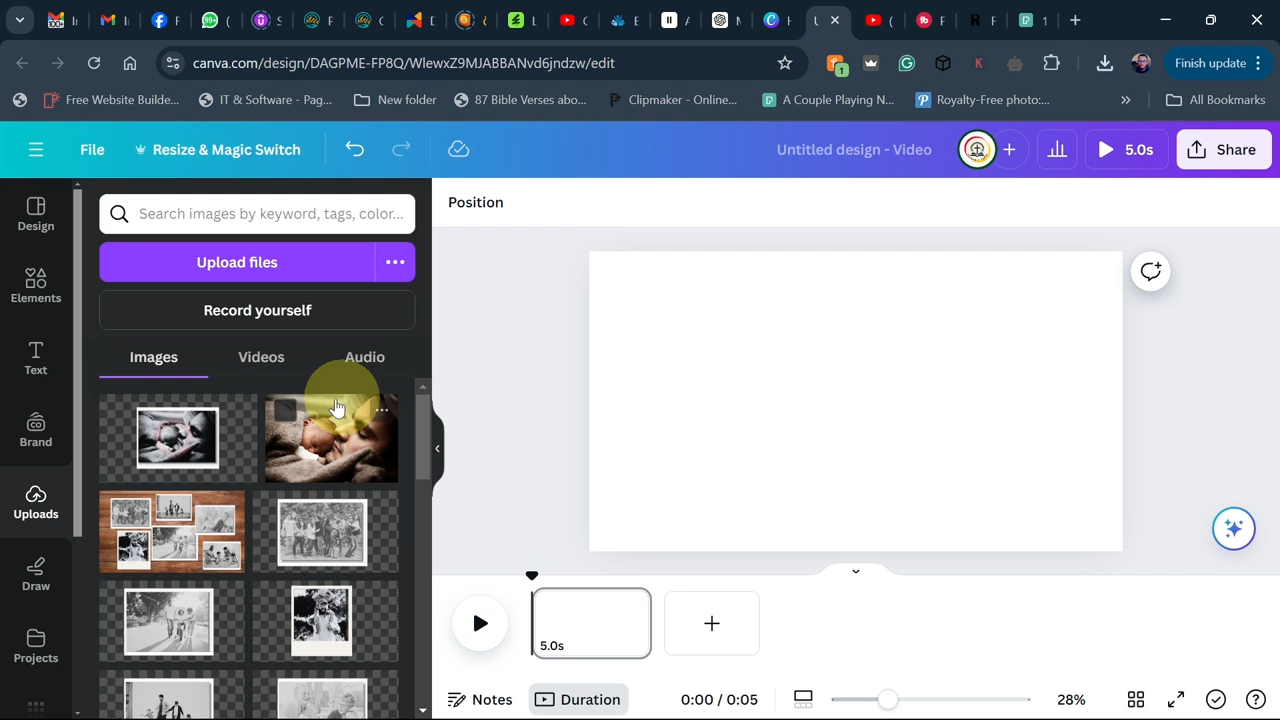 canva.com/design/DAGPME-FP8Q/WlewxZ9MJABBANvd6jndzw/edit
Finish update
Free Website Builde...
IT & Software - Pag...
New folder
87 Bible Verses abo...
Clipmaker - Online...
A Couple Playing N...
Royalty-Free photo:...
»
All Bookmarks
File
Resize & Magic Switch
Untitled design - Video
5.0s
Share
Design
Elements
Text
Brand
Uploads
Draw
Projects
Search images by keyword, tags, color...
Upload files
Record yourself
Images
Videos
Audio
Position
5.0s
Notes
Duration
0:00 / 0:05
28%